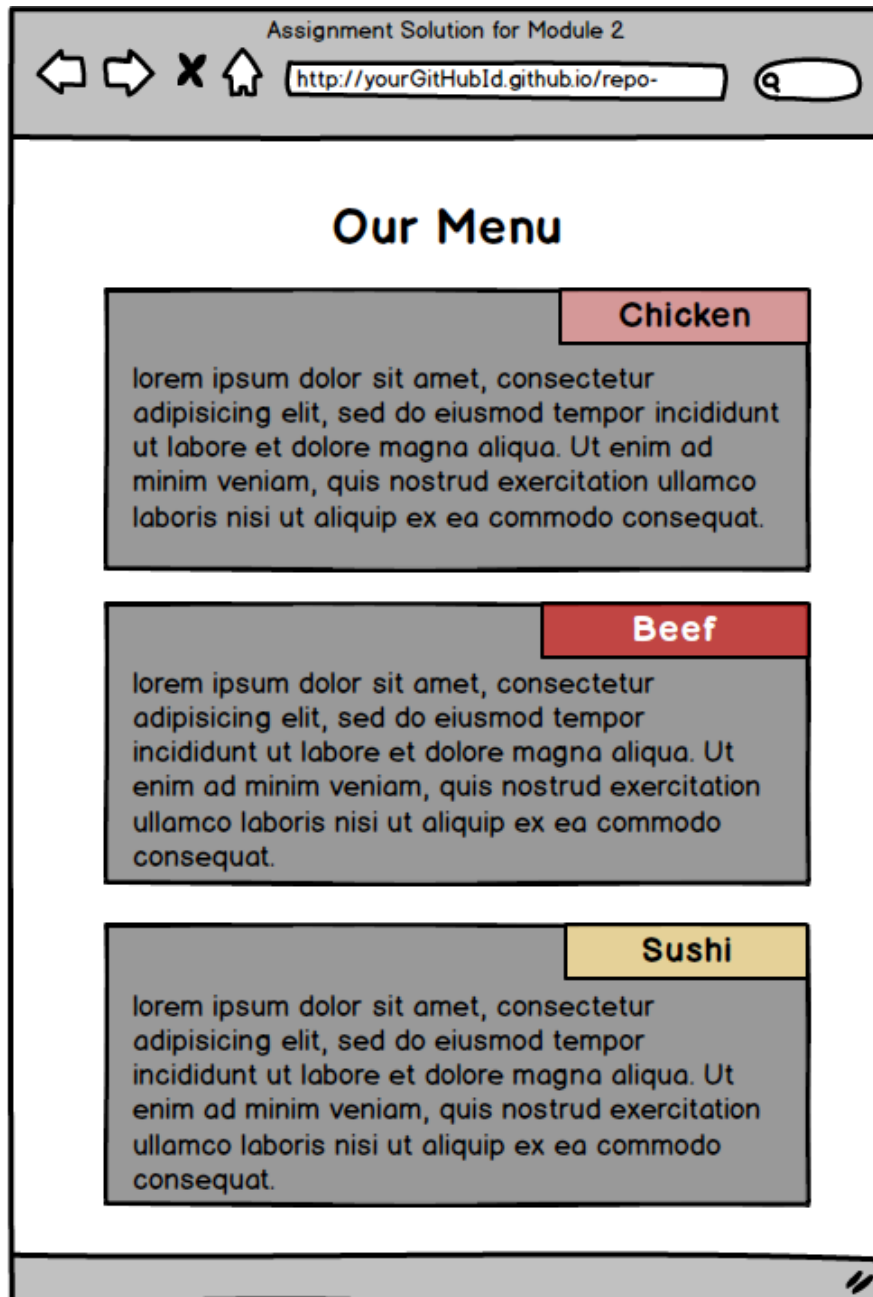 Assignment Solution for Module 2
http://yourGitHubId.github.io/repo-
Our Menu
Chicken
lorem ipsum dolor sit amet, consectetur
adipisicing elit, sed do eiusmod tempor incididunt
ut labore et dolore magna aliqua. Ut enim ad
minim veniam, quis nostrud exercitation ullamco
laboris nisi ut aliquip ex ea commodo consequat.
Beef
lorem ipsum dolor sit amet, consectetur
adipisicing elit, sed do eiusmod tempor
incididunt ut labore et dolore magna aliqua. Ut
enim ad minim veniam, quis nostrud exercitation
ullamco laboris nisi ut aliquip ex ea commodo
consequat.
Sushi
lorem ipsum dolor sit amet, consectetur
adipisicing elit, sed do eiusmod tempor
incididunt ut labore et dolore magna aliqua. Ut
enim ad minim veniam, quis nostrud exercitation
ullamco laboris nisi ut aliquip ex ea commodo
consequat.